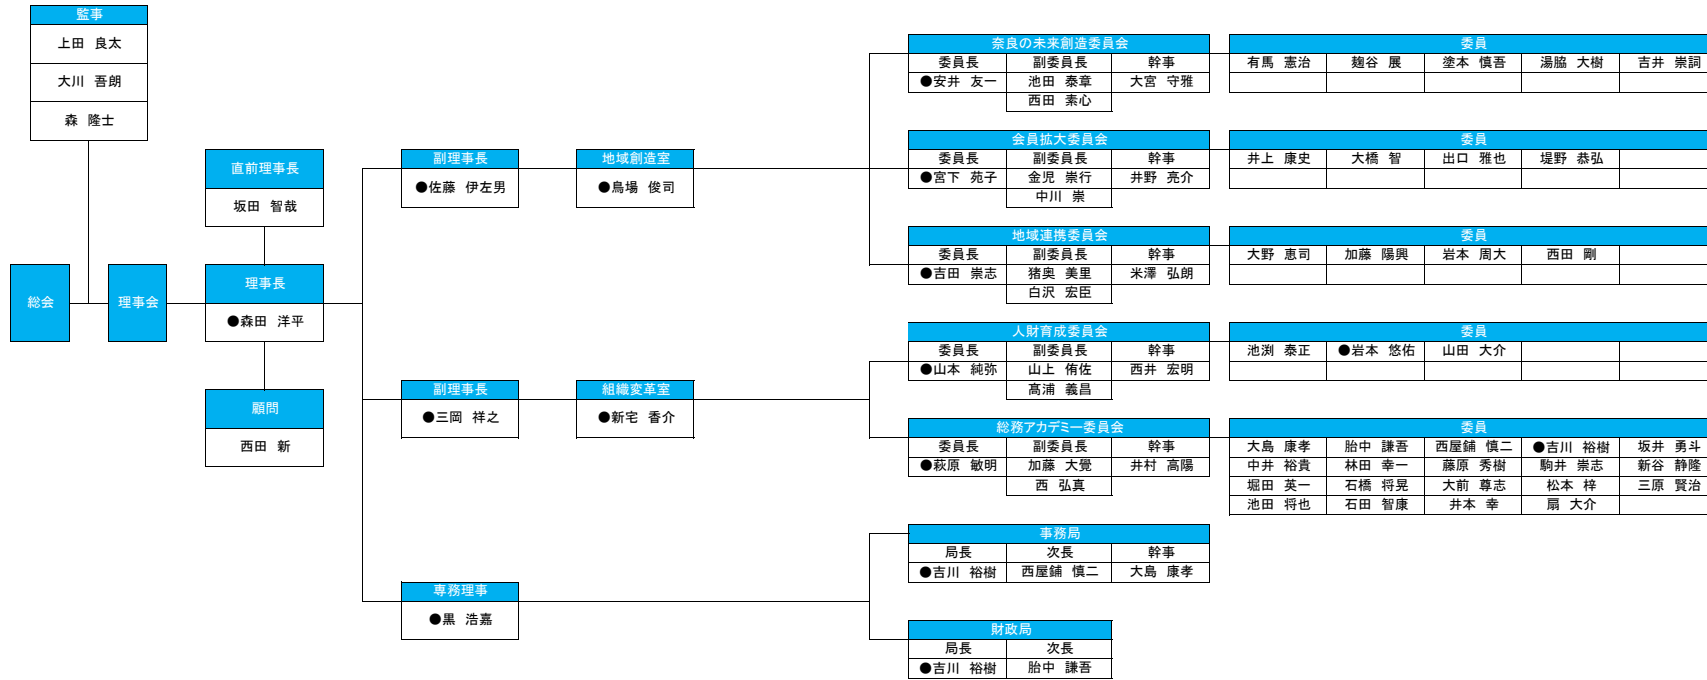 監事
上田 良太
大川 吾朗
森 隆士
直前理事長
坂田 智哉
総会
理事会
理事長
●森田 洋平
顧問
西田 新
副理事長
●佐藤 伊左男
地域創造室
●鳥場 俊司
副理事長
●三岡 祥之
組織変革室
●新宅 香介
専務理事
●黒 浩嘉
奈良の未来創造委員会
委員長 副委員長 幹事
●安井 友一 池田 泰章 大宮 守雅
西田 素心
委員
有馬 憲治 麹谷 展 塗本 慎吾 湯脇 大樹 吉井 崇詞
会員拡大委員会
委員長 副委員長 幹事
●宮下 苑子 金児 崇行 井野 亮介
中川 崇
委員
井上 康史 大橋 智 出口 雅也 堤野 恭弘
地域連携委員会
委員長 副委員長 幹事
●吉田 崇志 猪奥 美里 米澤 弘朗
白沢 宏臣
委員
大野 恵司 加藤 陽興 岩本 周大 西田 剛
人財育成委員会
委員長 副委員長 幹事
●山本 純弥 山上 侑佐 西井 宏明
髙浦 義昌
委員
池渕 泰正 ●岩本 悠佑 山田 大介
総務アカデミー委員会
委員長 副委員長 幹事
●萩原 敏明 加藤 大覺 井村 高陽
西 弘真
委員
大島 康孝 胎中 謙吾 西屋鋪 慎二 ●吉川 裕樹 坂井 勇斗
中井 裕貴 林田 幸一 藤原 秀樹 駒井 崇志 新谷 静隆
堀田 英一 石橋 将晃 大前 尊志 松本 梓 三原 賢治
池田 将也 石田 智康 井本 幸 扇 大介
事務局
局長 次長 幹事
●吉川 裕樹 西屋鋪 慎二 大島 康孝
財政局
局長 次長
●吉川 裕樹 胎中 謙吾